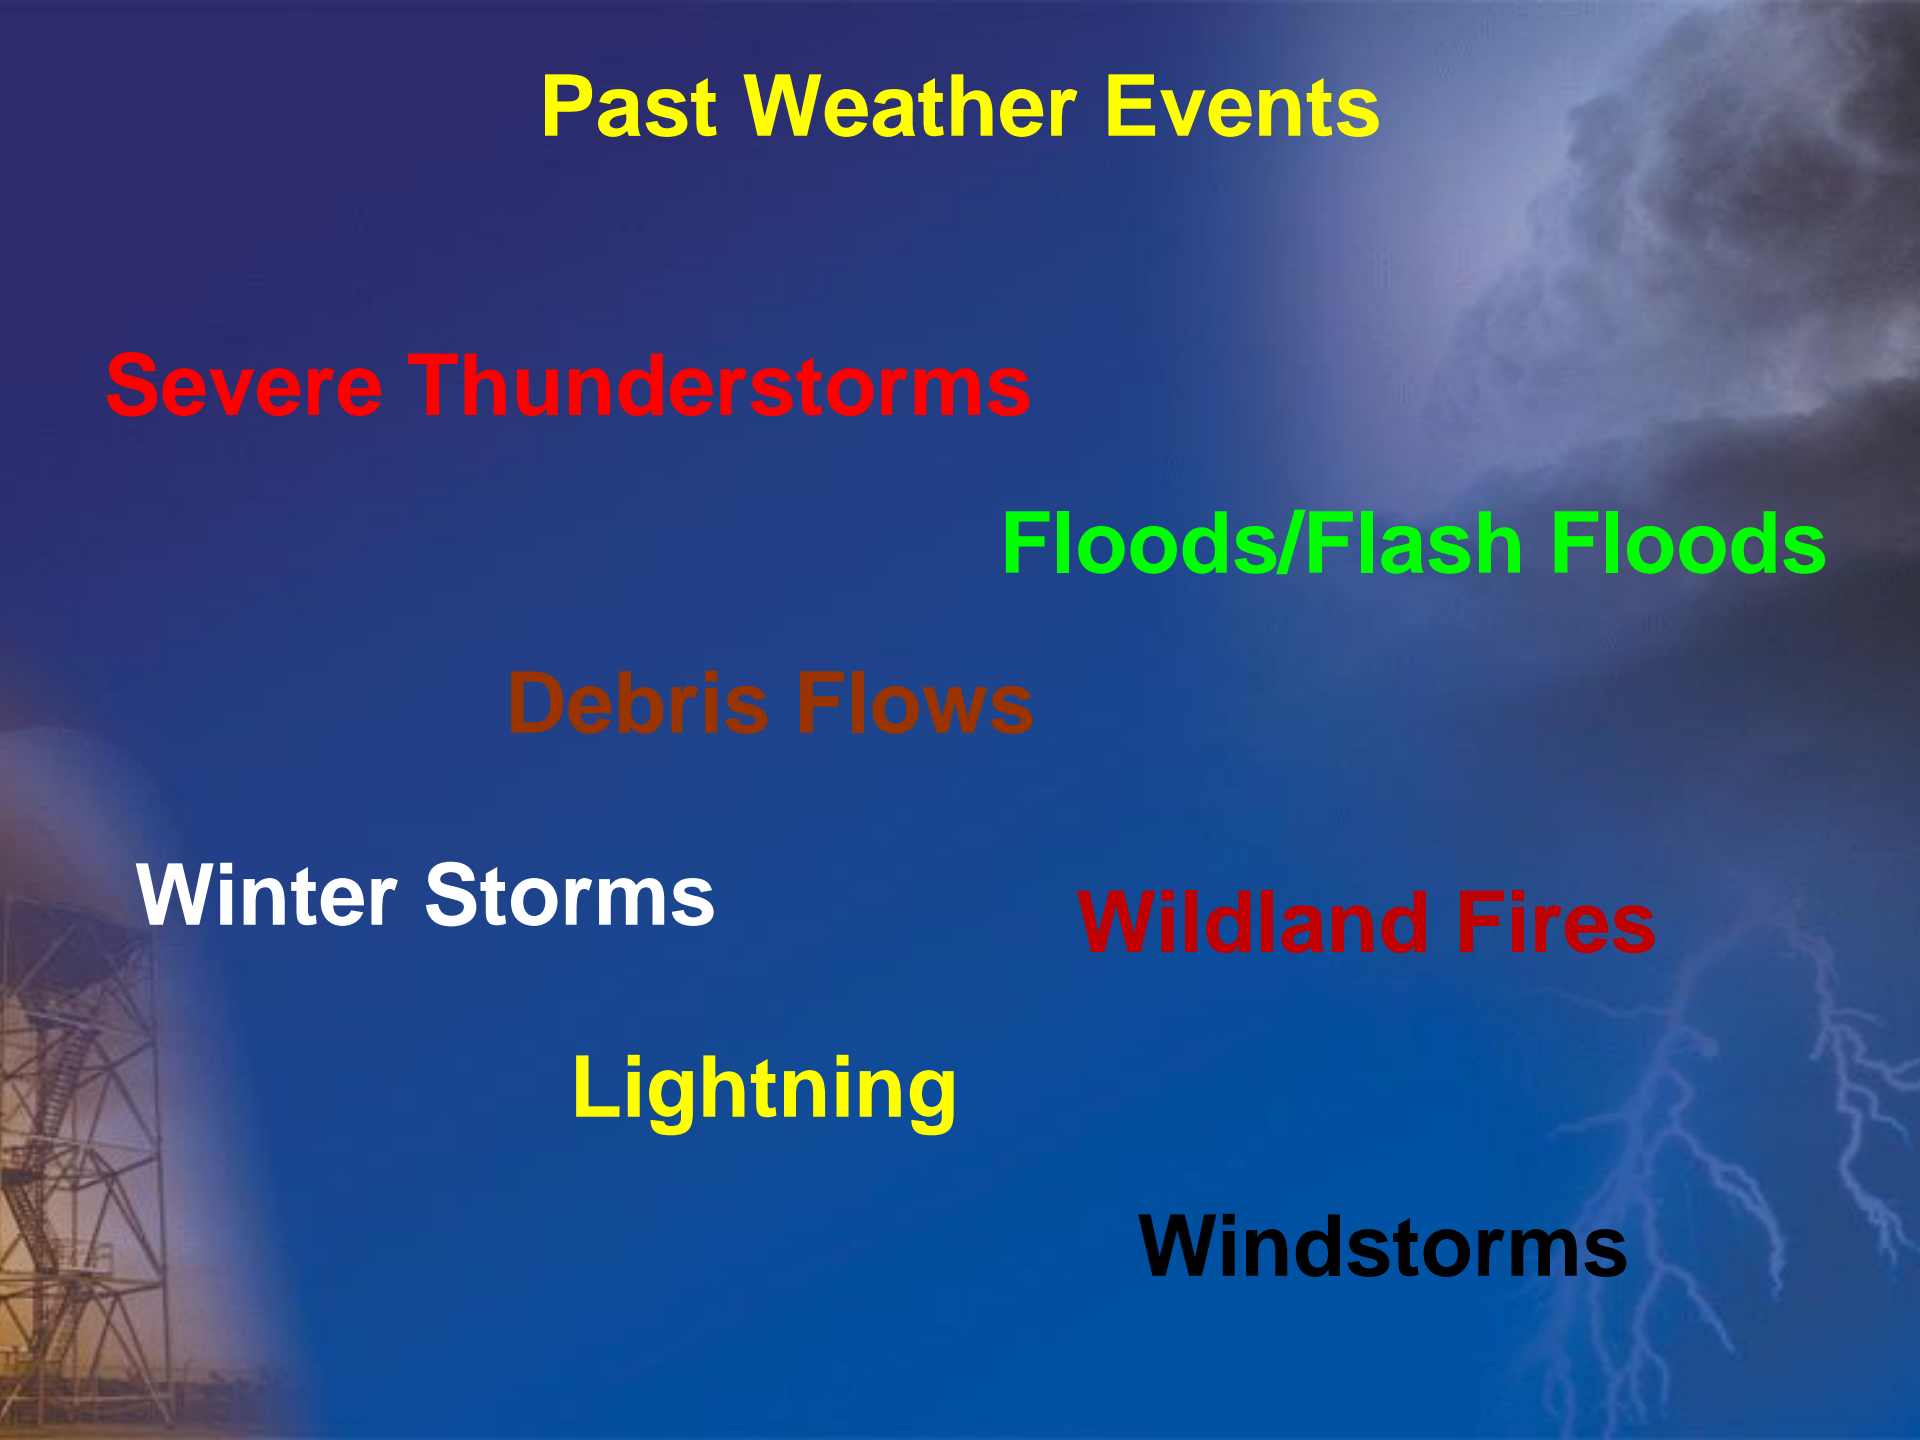 Past Weather Events
Severe Thunderstorms
Floods/Flash Floods
Debris Flows
Winter Storms
Wildland Fires
Lightning
Windstorms